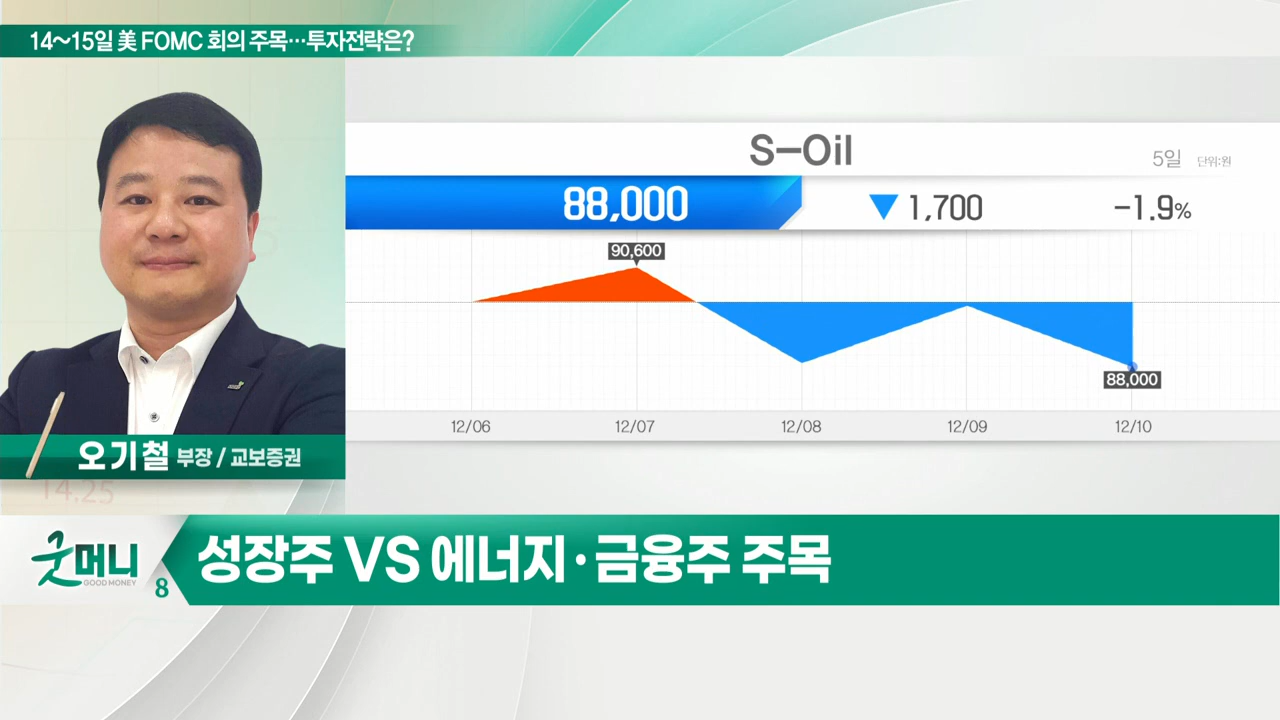 14~15일 美 FOMC 회의 주목…투자전략은?
S-Oil
5일 단위:원
88,000 ▼ 1,700 -1.9%
90,600
88,000
12/06 12/07 12/08 12/09 12/10
오기철 부장 / 교보증권
14.25
굿머니
GOOD MONEY
8
성장주 VS 에너지·금융주 주목